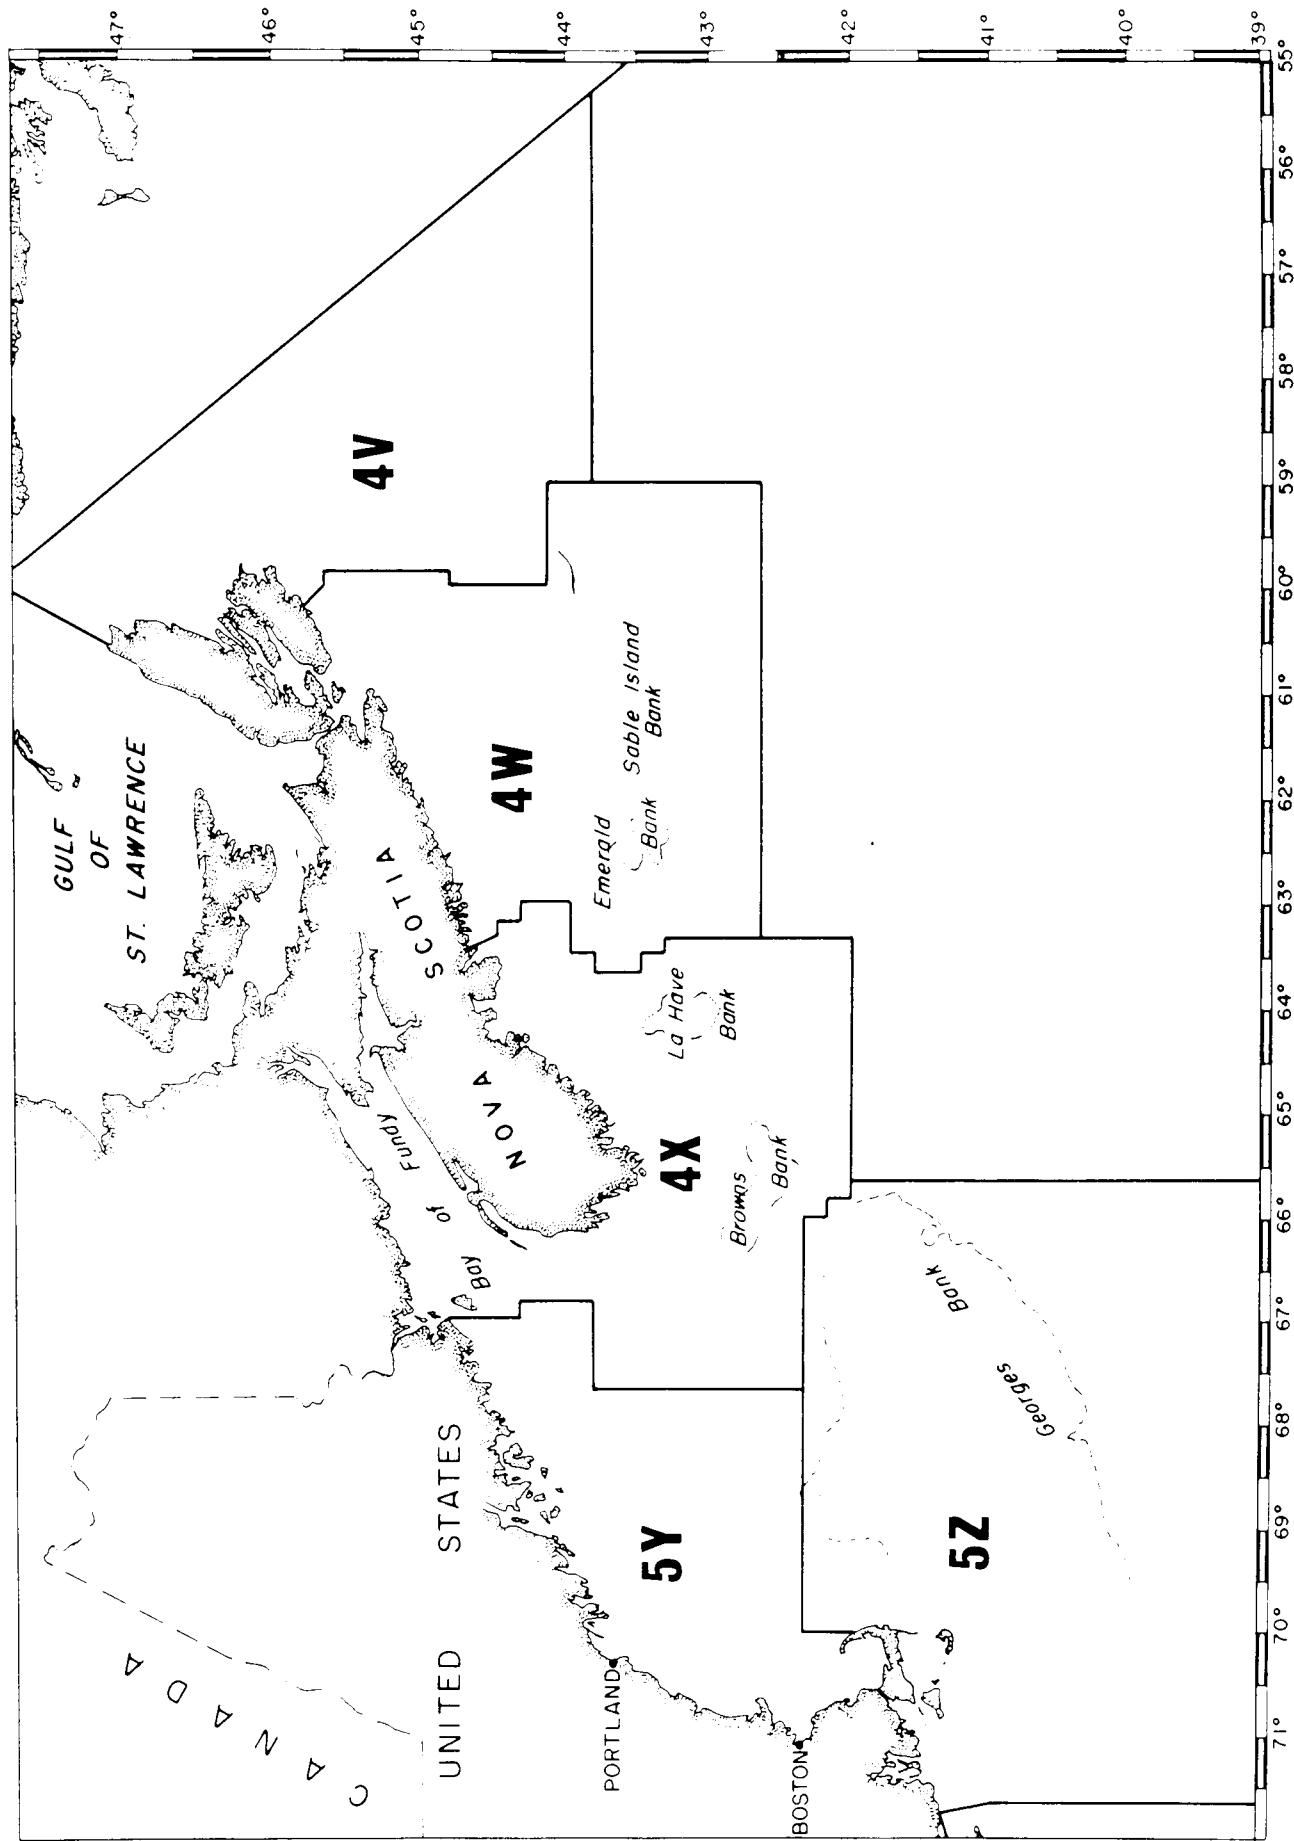 CANADA
GULF
OF
ST. LAWRENCE
UNITED STATES
Bay of Fundy
NOVA SCOTIA
4V
4W
4X
5Y
5Z
Emerald
Bank
Sable Island
Bank
La Have
Bank
Browns
Bank
Georges Bank
PORTLAND
BOSTON
47°
46°
45°
44°
43°
42°
41°
40°
39°
71°
70°
69°
68°
67°
66°
65°
64°
63°
62°
61°
60°
59°
58°
57°
56°
55°